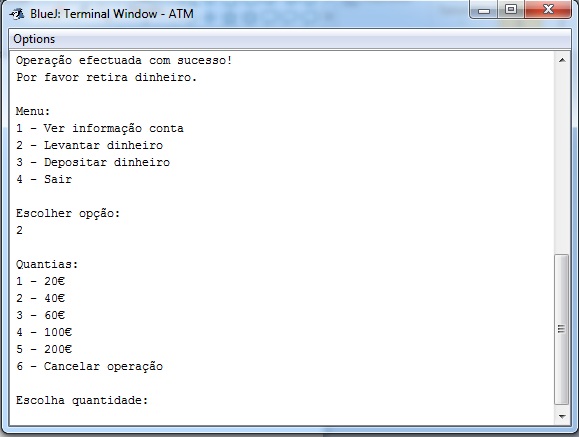 BlueJ: Terminal Window - ATM
Options
Operação efectuada com sucesso!
Por favor retira dinheiro.
Menu:
1 - Ver informação conta
2 - Levantar dinheiro
3 - Depositar dinheiro
4 - Sair
Escolher opção:
2
Quantias:
1 - 20€
2 - 40€
3 - 60€
4 - 100€
5 - 200€
6 - Cancelar operação
Escolha quantidade: